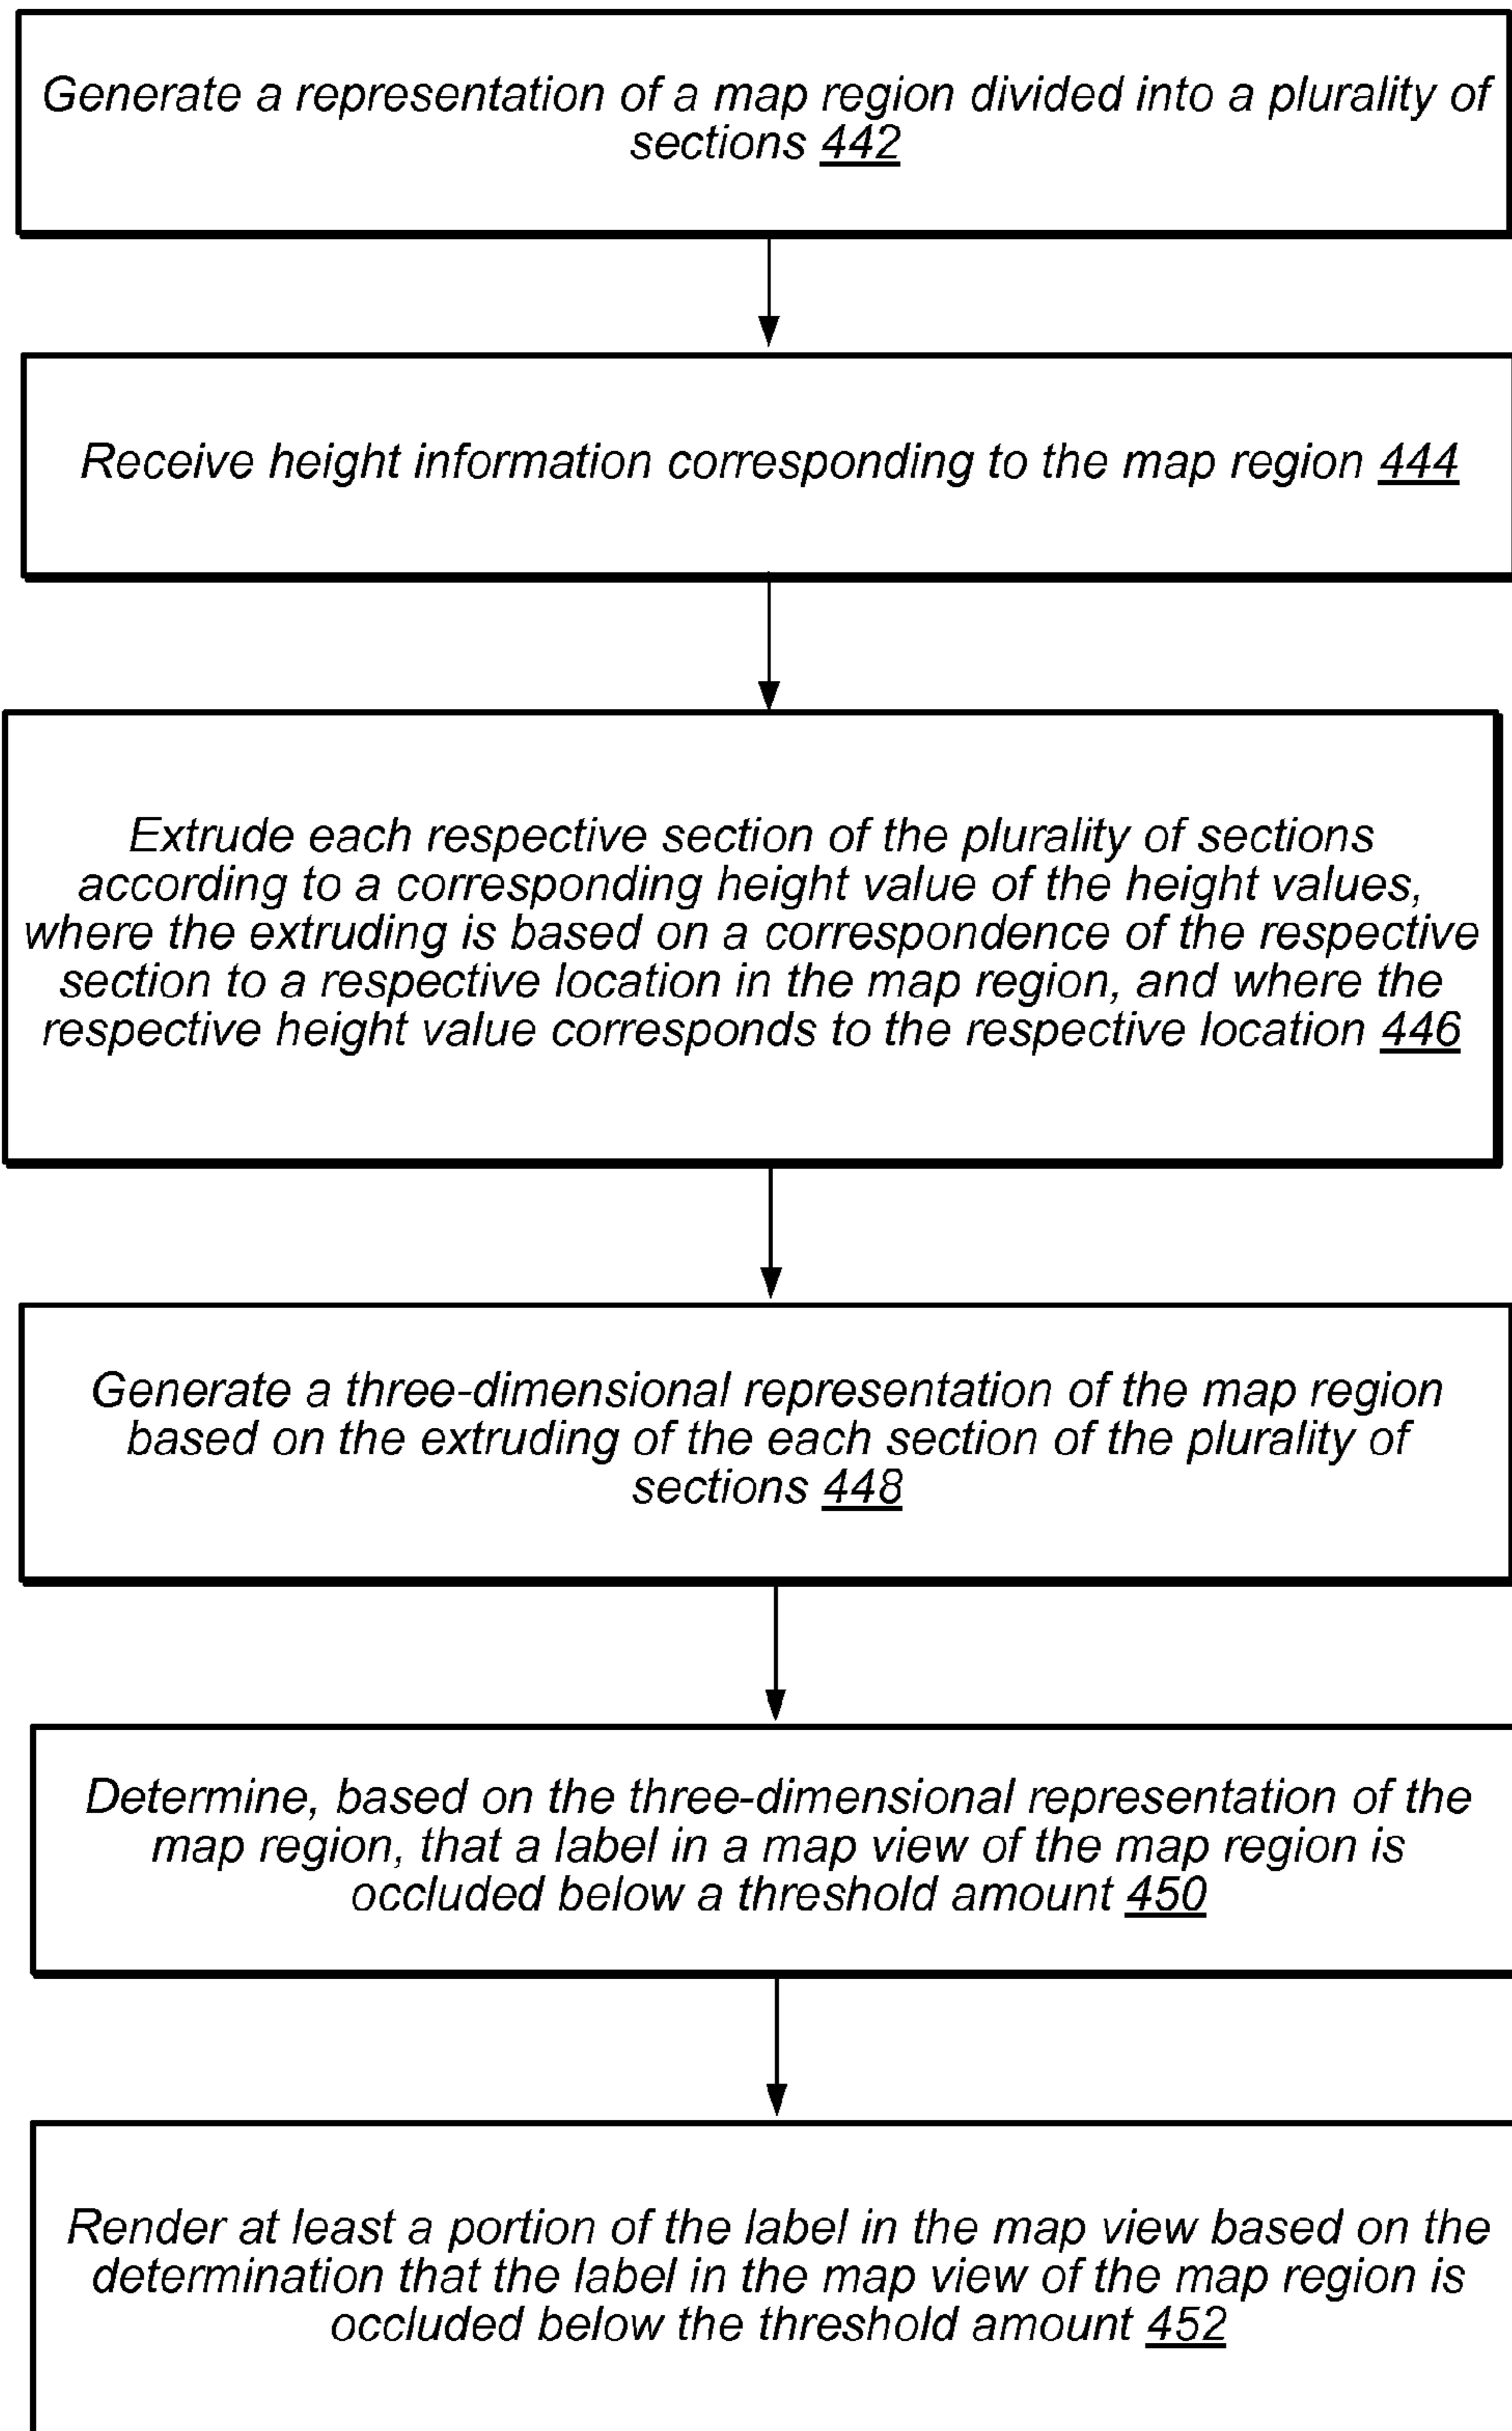 Generate a representation of a map region divided into a plurality of
sections 442
Receive height information corresponding to the map region 444
Extrude each respective section of the plurality of sections
according to a corresponding height value of the height values,
where the extruding is based on a correspondence of the respective
section to a respective location in the map region, and where the
respective height value corresponds to the respective location 446
Generate a three-dimensional representation of the map region
based on the extruding of the each section of the plurality of
sections 448
Determine, based on the three-dimensional representation of the
map region, that a label in a map view of the map region is
occluded below a threshold amount 450
Render at least a portion of the label in the map view based on the
determination that the label in the map view of the map region is
occluded below the threshold amount 452